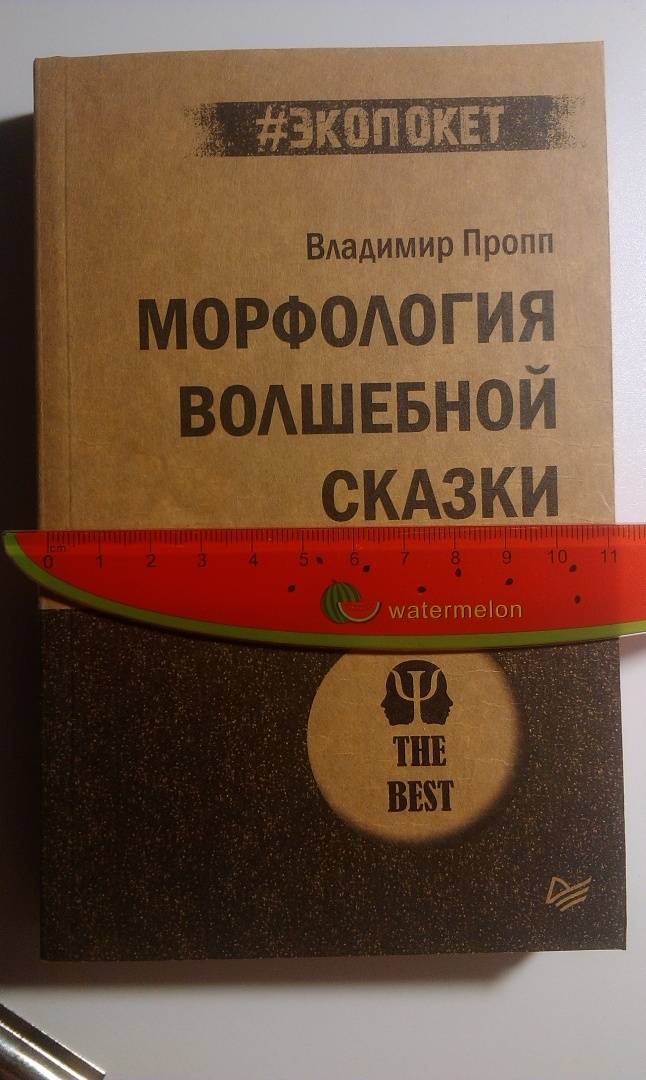 #ЭКОПОКЕТ
Владимир Пропп
МОРФОЛОГИЯ
ВОЛШЕБНОЙ
СКАЗКИ
cm
0 1 2 3 4 5 6 7 8 9 10 11
watermelon
Ψ
THE
BEST